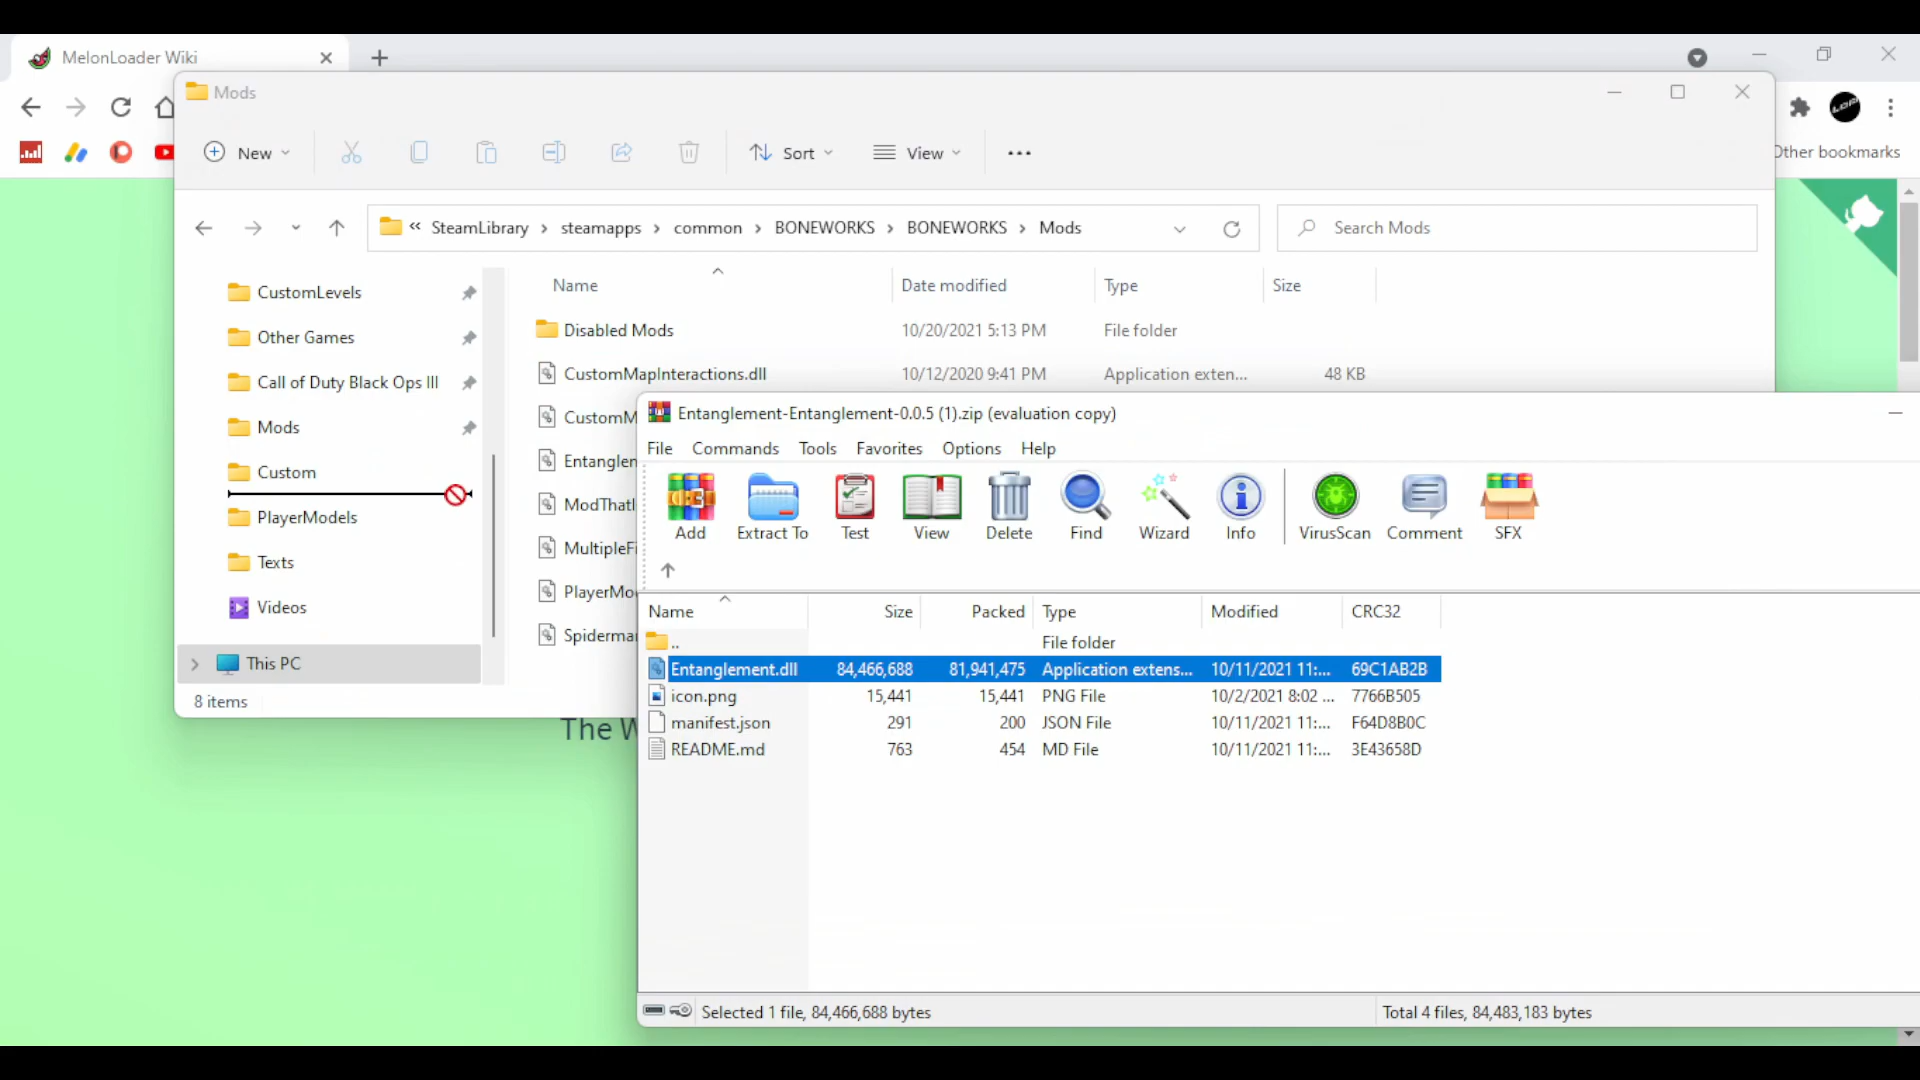 MelonLoader Wiki
Other bookmarks
Mods
New
Sort
View
SteamLibrary > steamapps > common > BONEWORKS > BONEWORKS > Mods
Search Mods
CustomLevels
Other Games
Call of Duty Black Ops III
Mods
Custom
PlayerModels
Texts
Videos
This PC
8 items
Name Date modified Type Size
Disabled Mods 10/20/2021 5:13 PM File folder
CustomMapInteractions.dll 10/12/2020 9:41 PM Application exten... 48 KB
CustomM
Entanglen
ModThatI
MultipleFi
PlayerMo
Spiderma
The W
Entanglement-Entanglement-0.0.5 (1).zip (evaluation copy)
File Commands Tools Favorites Options Help
Add Extract To Test View Delete Find Wizard Info VirusScan Comment SFX
Name Size Packed Type Modified CRC32
.. File folder
Entanglement.dll 84,466,688 81,941,475 Application extens... 10/11/2021 11:... 69C1AB2B
icon.png 15,441 15,441 PNG File 10/2/2021 8:02 ... 7766B505
manifest.json 291 200 JSON File 10/11/2021 11:... F64D8B0C
README.md 763 454 MD File 10/11/2021 11:... 3E43658D
Selected 1 file, 84,466,688 bytes
Total 4 files, 84,483,183 bytes